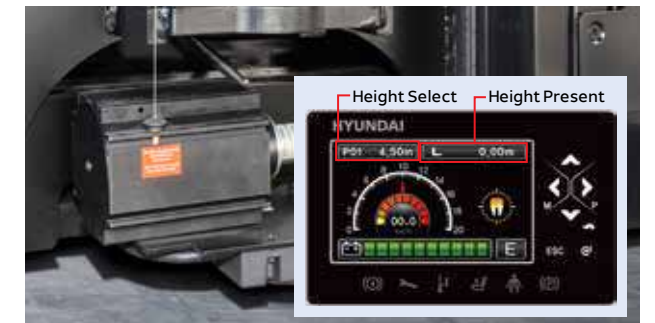 Height Select
Height Present
HYUNDAI
P01 4,50m
L 0,00m
0 2 4 6 8 10 12 14 16 18 20
00.0
km/h
E
M
P
ESC
(P)